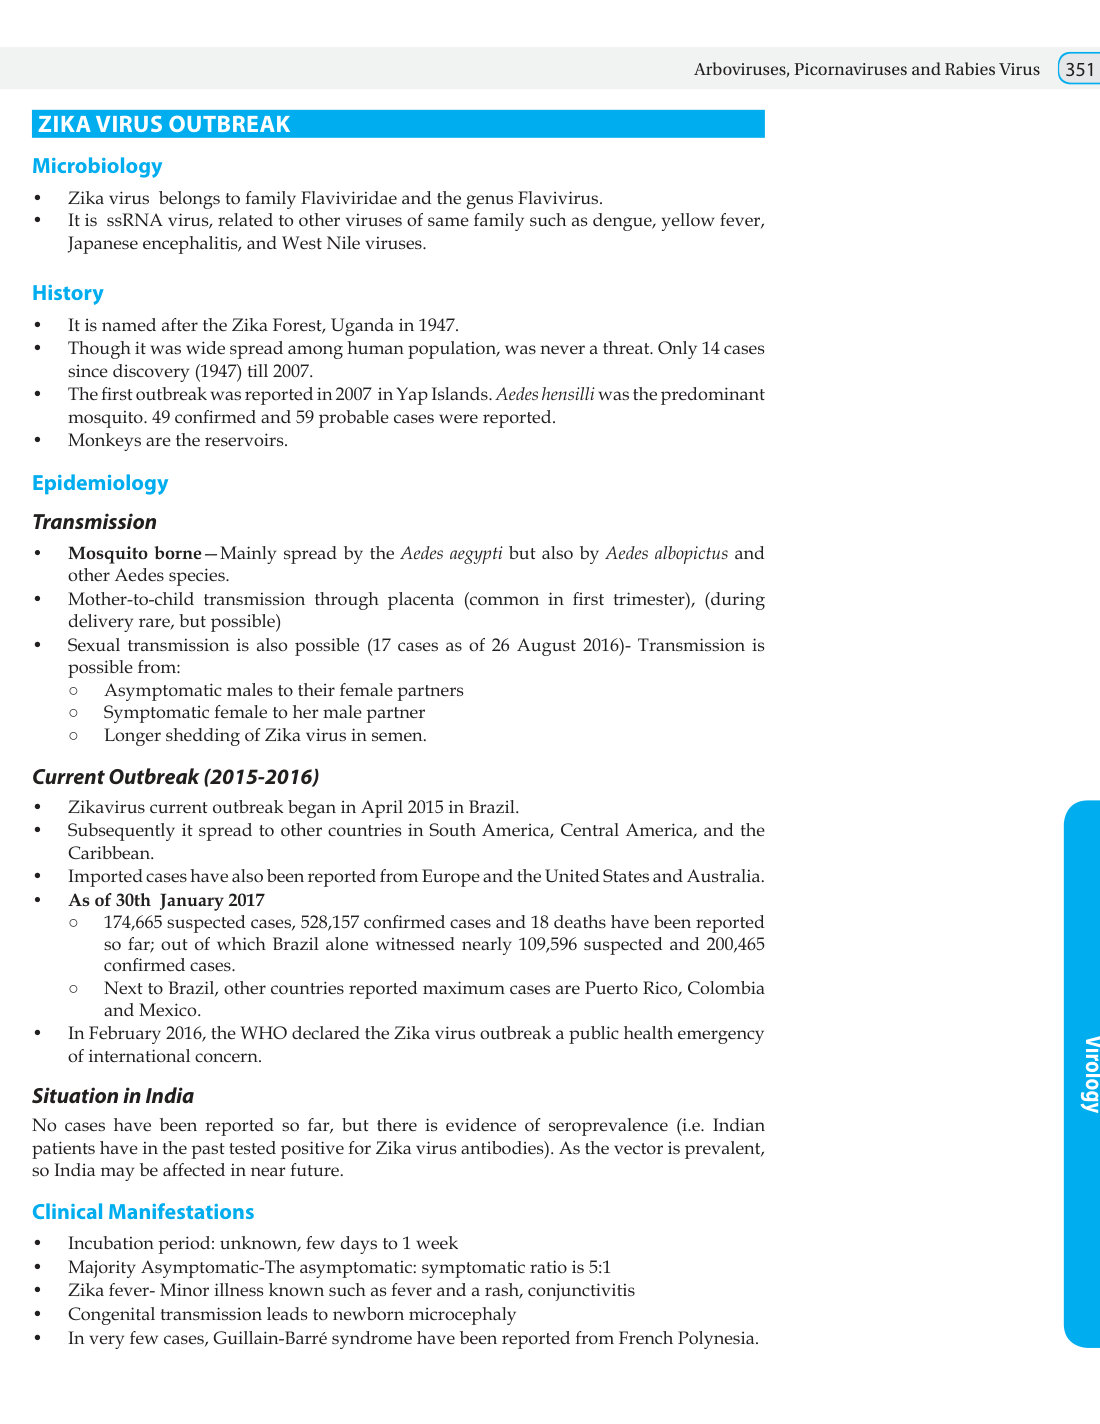 Arboviruses, Picornaviruses and Rabies Virus 351
ZIKA VIRUS OUTBREAK
Microbiology
• Zika virus belongs to family Flaviviridae and the genus Flavivirus.
• It is ssRNA virus, related to other viruses of same family such as dengue, yellow fever,
Japanese encephalitis, and West Nile viruses.
History
• It is named after the Zika Forest, Uganda in 1947.
• Though it was wide spread among human population, was never a threat. Only 14 cases
since discovery (1947) till 2007.
• The first outbreak was reported in 2007 in Yap Islands. Aedes hensilli was the predominant
mosquito. 49 confirmed and 59 probable cases were reported.
• Monkeys are the reservoirs.
Epidemiology
Transmission
• Mosquito borne—Mainly spread by the Aedes aegypti but also by Aedes albopictus and
other Aedes species.
• Mother-to-child transmission through placenta (common in first trimester), (during
delivery rare, but possible)
• Sexual transmission is also possible (17 cases as of 26 August 2016)- Transmission is
possible from:
○ Asymptomatic males to their female partners
○ Symptomatic female to her male partner
○ Longer shedding of Zika virus in semen.
Current Outbreak (2015-2016)
• Zikavirus current outbreak began in April 2015 in Brazil.
• Subsequently it spread to other countries in South America, Central America, and the
Caribbean.
• Imported cases have also been reported from Europe and the United States and Australia.
• As of 30th January 2017
○ 174,665 suspected cases, 528,157 confirmed cases and 18 deaths have been reported
so far; out of which Brazil alone witnessed nearly 109,596 suspected and 200,465
confirmed cases.
○ Next to Brazil, other countries reported maximum cases are Puerto Rico, Colombia
and Mexico.
• In February 2016, the WHO declared the Zika virus outbreak a public health emergency
of international concern.
Situation in India
No cases have been reported so far, but there is evidence of seroprevalence (i.e. Indian
patients have in the past tested positive for Zika virus antibodies). As the vector is prevalent,
so India may be affected in near future.
Clinical Manifestations
• Incubation period: unknown, few days to 1 week
• Majority Asymptomatic-The asymptomatic: symptomatic ratio is 5:1
• Zika fever- Minor illness known such as fever and a rash, conjunctivitis
• Congenital transmission leads to newborn microcephaly
• In very few cases, Guillain-Barré syndrome have been reported from French Polynesia.
Virology